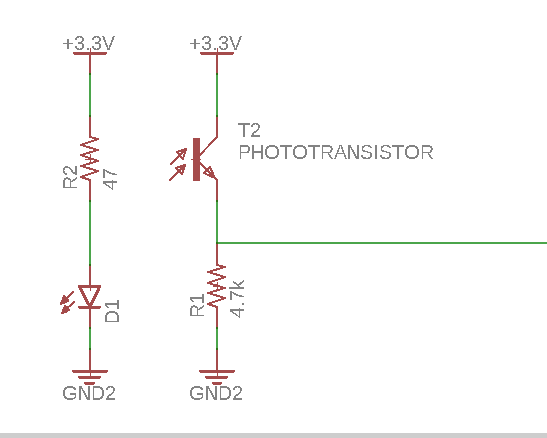 +3.3V
+3.3V
T2
PHOTOTRANSISTOR
R2
47
D1
R1
4.7k
GND2
GND2